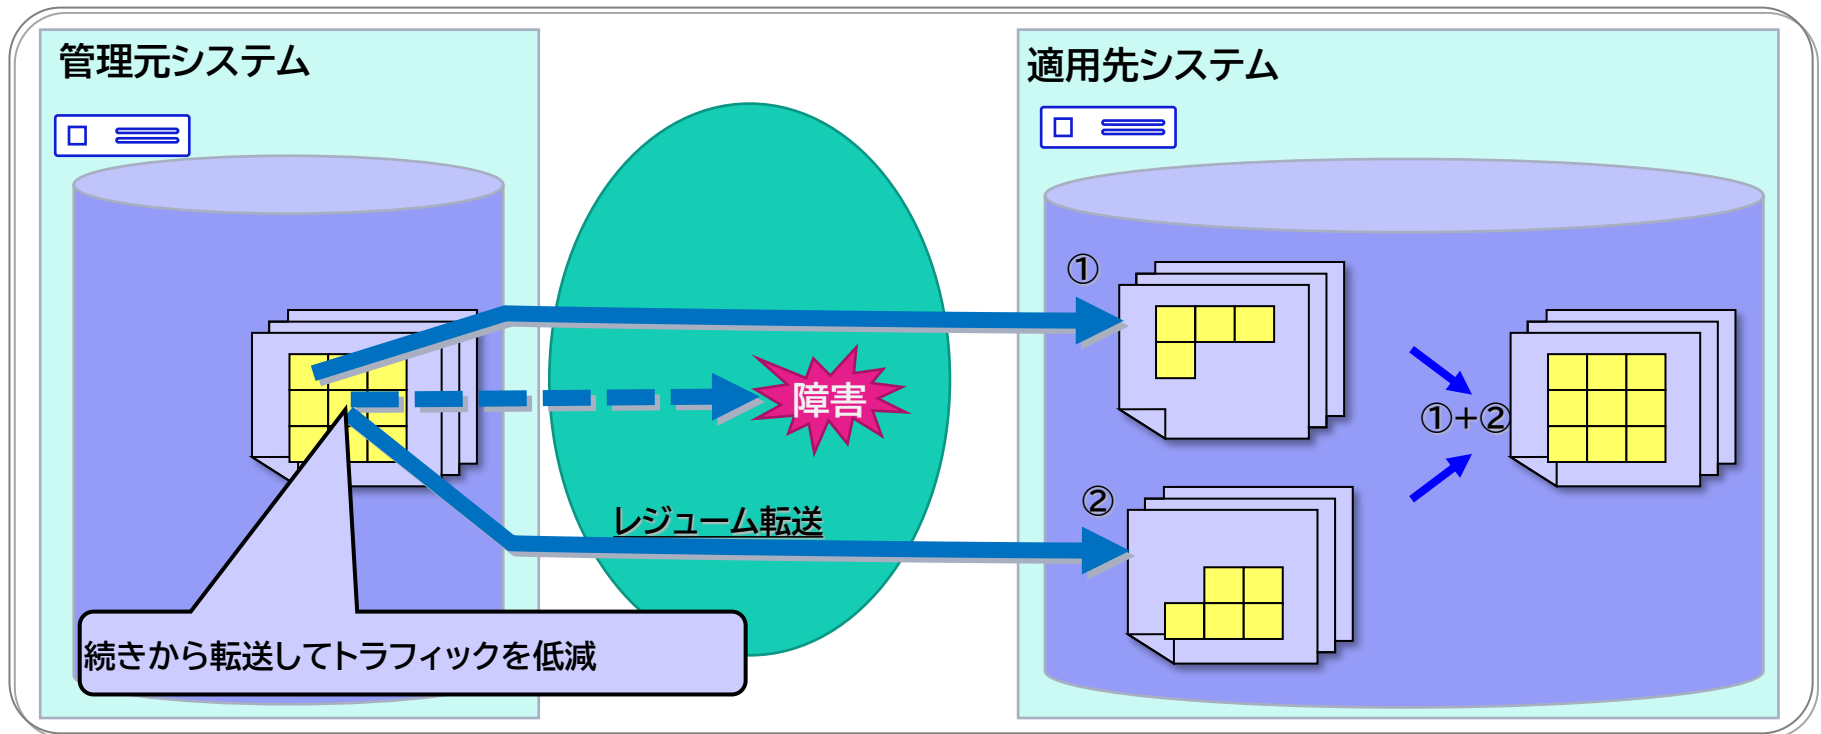 管理元システム
適用先システム
①
障害
①+②
②
レジューム転送
続きから転送してトラフィックを低減